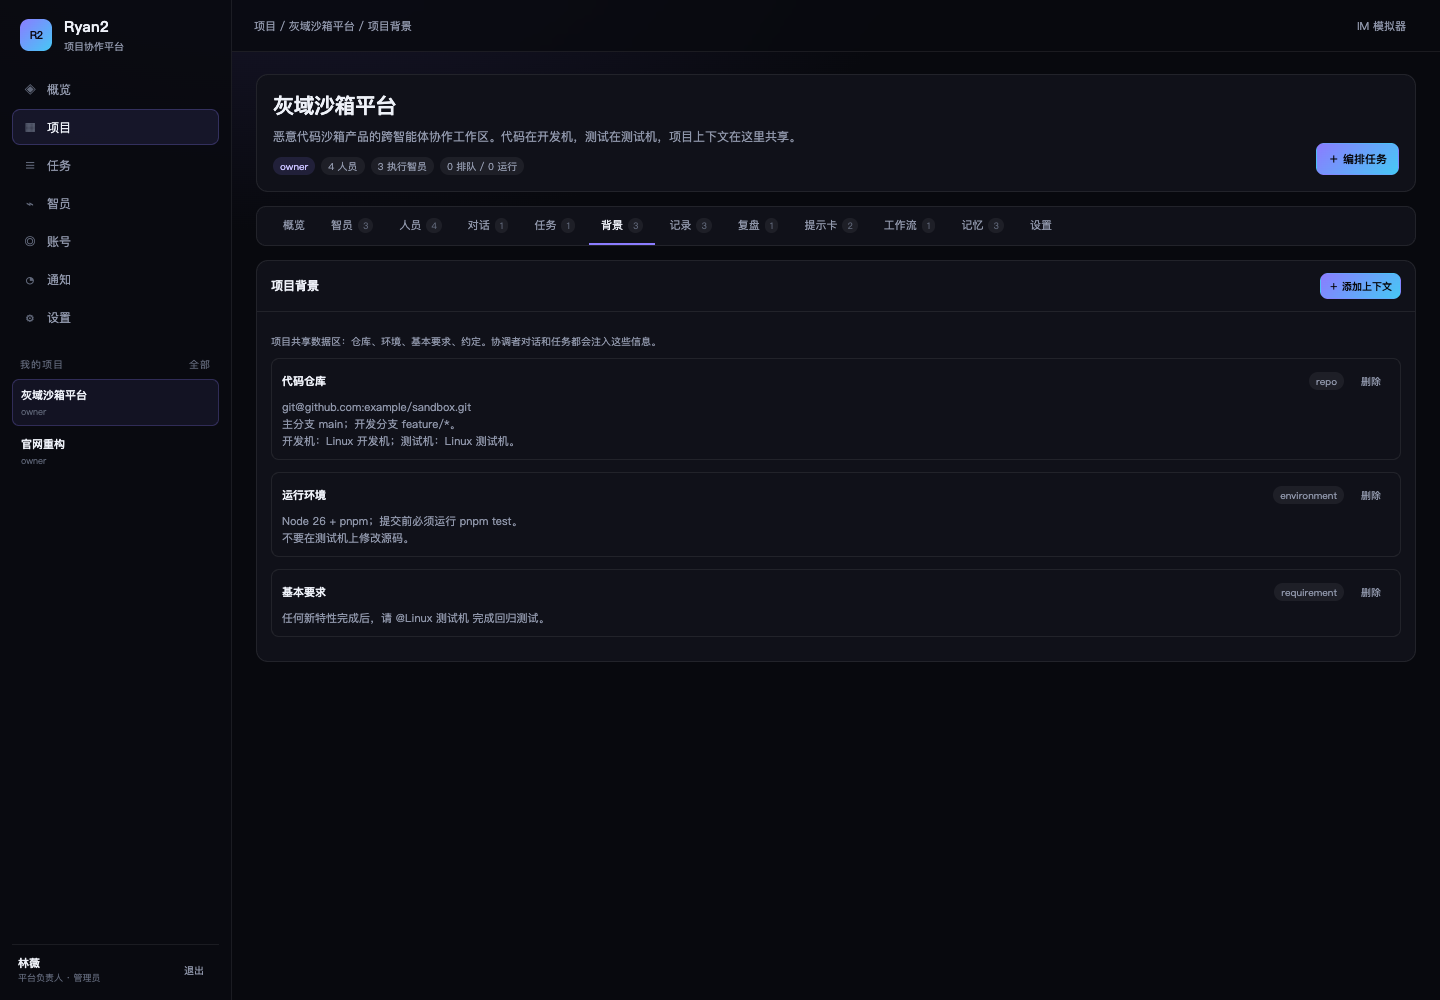 R2
Ryan2
项目协作平台
概览
项目
任务
智员
账号
通知
设置
我的项目 全部
灰域沙箱平台
owner
官网重构
owner
林薇
平台负责人 · 管理员
退出
项目 / 灰域沙箱平台 / 项目背景
IM 模拟器
灰域沙箱平台
恶意代码沙箱产品的跨智能体协作工作区。代码在开发机，测试在测试机，项目上下文在这里共享。
owner 4 人员 3 执行智员 0 排队 / 0 运行
+ 编排任务
概览 智员 3 人员 4 对话 1 任务 1 背景 3 记录 3 复盘 1 提示卡 2 工作流 1 记忆 3 设置
项目背景
+ 添加上下文
项目共享数据区：仓库、环境、基本要求、约定。协调者对话和任务都会注入这些信息。
代码仓库 repo 删除
git@github.com:example/sandbox.git
主分支 main；开发分支 feature/*。
开发机：Linux 开发机；测试机：Linux 测试机。
运行环境 environment 删除
Node 26 + pnpm；提交前必须运行 pnpm test。
不要在测试机上修改源码。
基本要求 requirement 删除
任何新特性完成后，请 @Linux 测试机 完成回归测试。